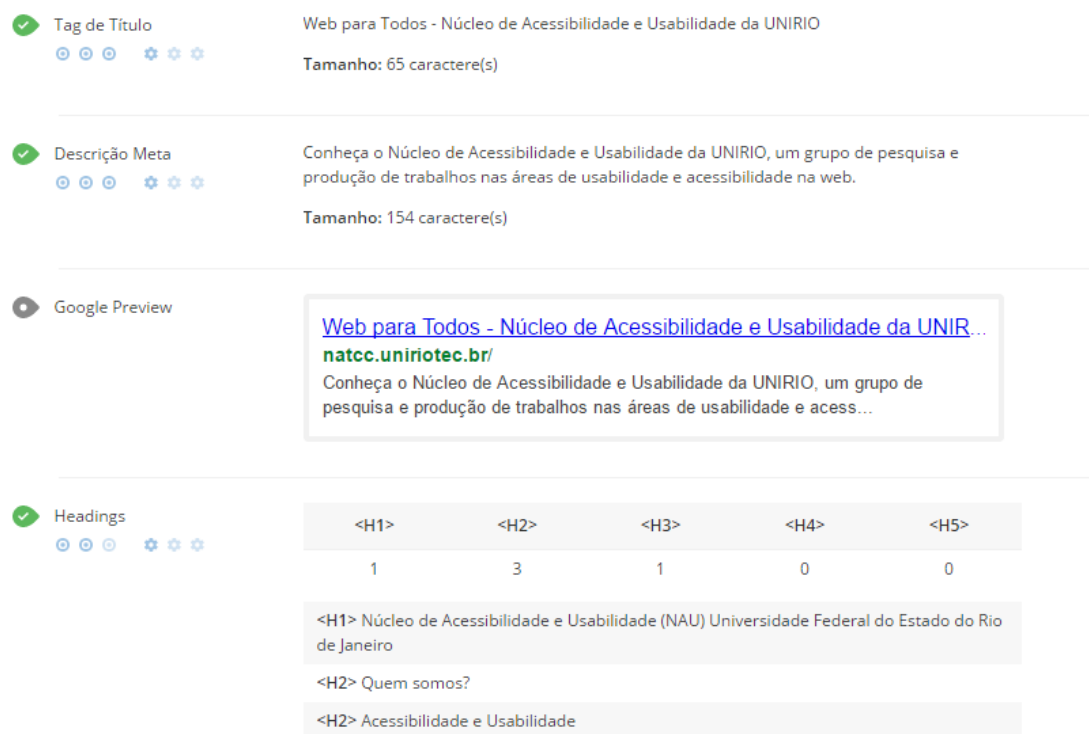 Tag de Título
Web para Todos - Núcleo de Acessibilidade e Usabilidade da UNIRIO
Tamanho: 65 caractere(s)
Descrição Meta
Conheça o Núcleo de Acessibilidade e Usabilidade da UNIRIO, um grupo de pesquisa e
produção de trabalhos nas áreas de usabilidade e acessibilidade na web.
Tamanho: 154 caractere(s)
Google Preview
Web para Todos - Núcleo de Acessibilidade e Usabilidade da UNIR...
natcc.uniriotec.br/
Conheça o Núcleo de Acessibilidade e Usabilidade da UNIRIO, um grupo de
pesquisa e produção de trabalhos nas áreas de usabilidade e acess...
Headings
<H1> <H2> <H3> <H4> <H5>
1 3 1 0 0
<H1> Núcleo de Acessibilidade e Usabilidade (NAU) Universidade Federal do Estado do Rio
de Janeiro
<H2> Quem somos?
<H2> Acessibilidade e Usabilidade